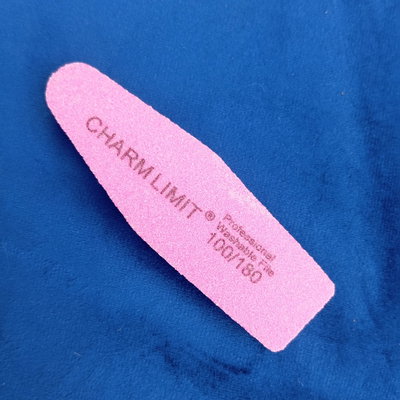 CHARM LIMIT®
Professional
Washable File
100/180